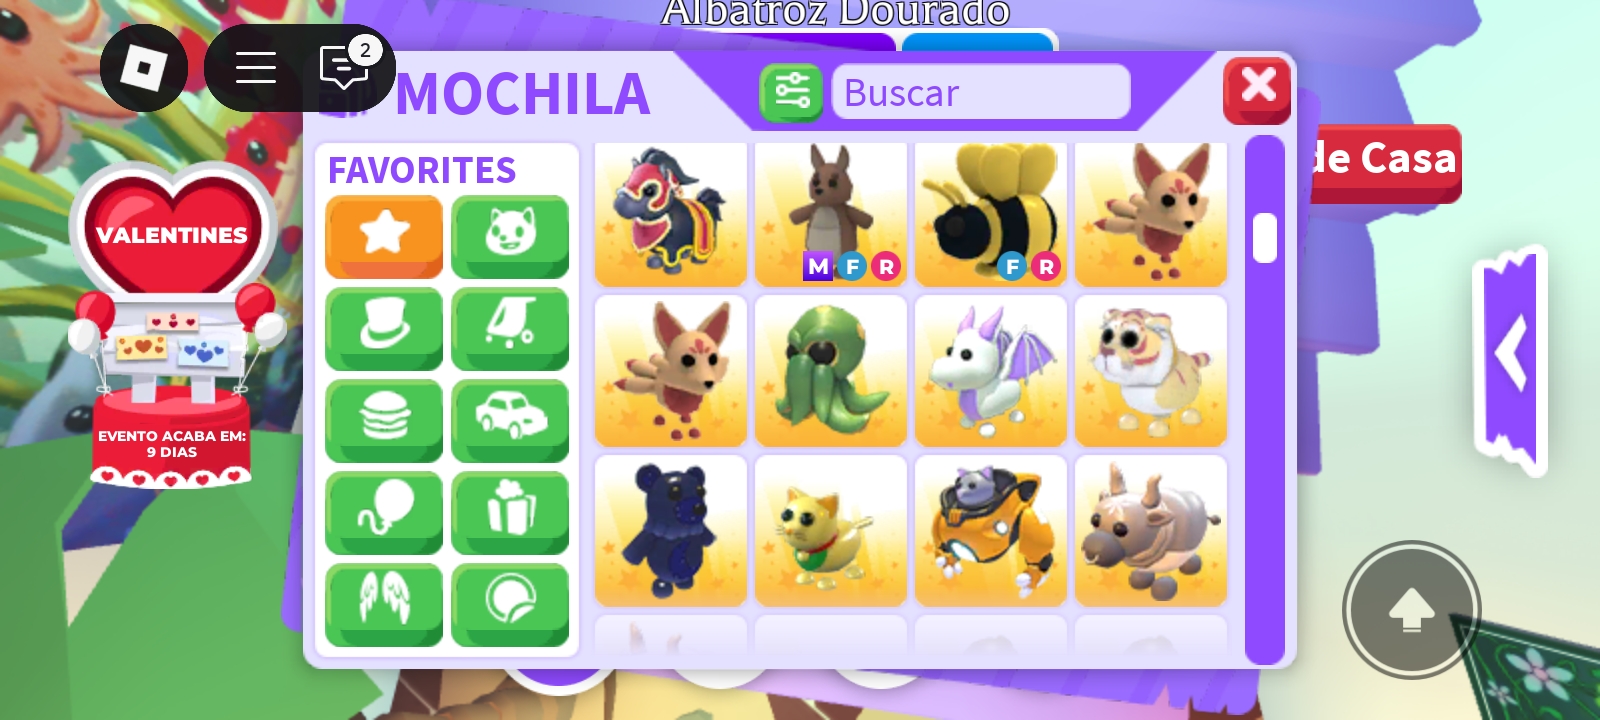 Albatroz Dourado
2
MOCHILA
Buscar
FAVORITES
de Casa
VALENTINES
M F R
F R
EVENTO ACABA EM:
9 DIAS